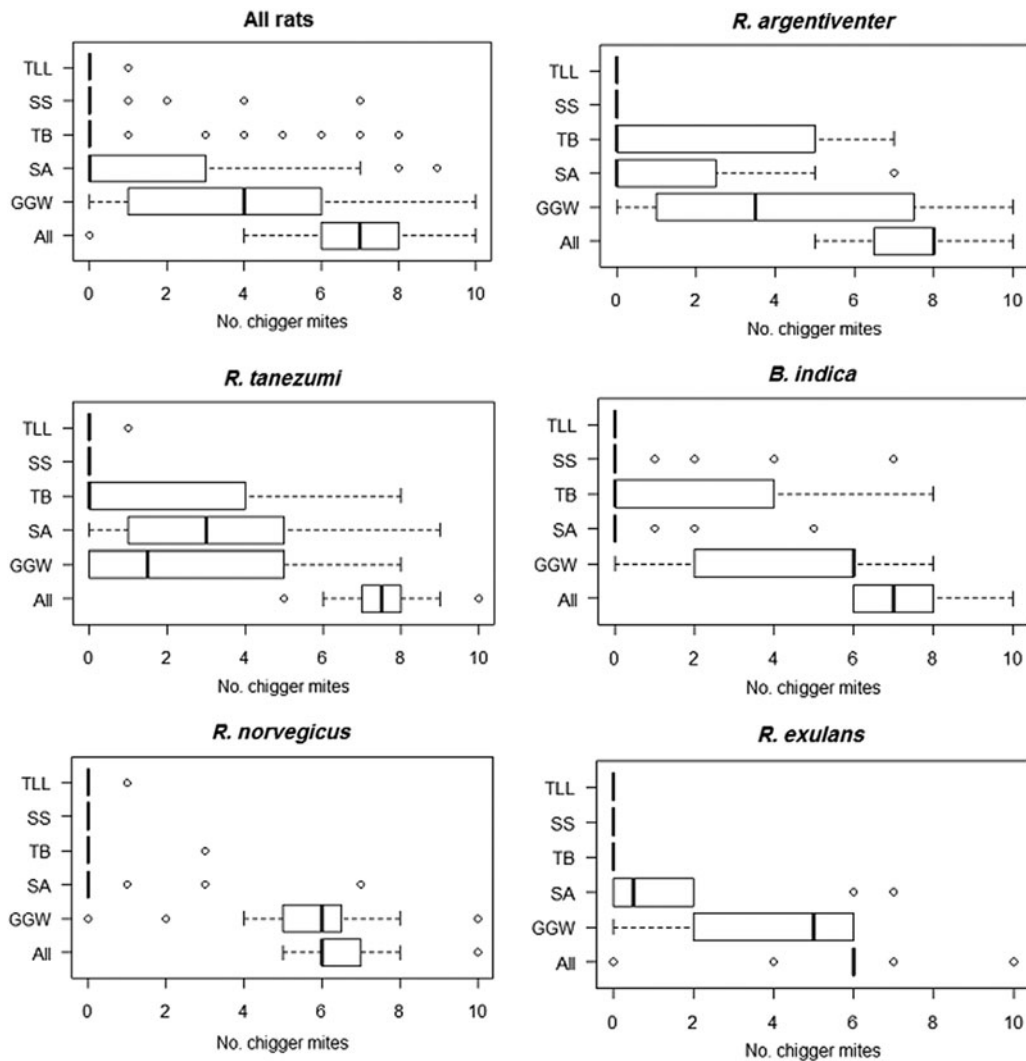 All rats
TLL
SS
TB
SA
GGW
All
0 2 4 6 8 10
No. chigger mites
R. argentiventer
TLL
SS
TB
SA
GGW
All
0 2 4 6 8 10
No. chigger mites
R. tanezumi
TLL
SS
TB
SA
GGW
All
0 2 4 6 8 10
No. chigger mites
B. indica
TLL
SS
TB
SA
GGW
All
0 2 4 6 8 10
No. chigger mites
R. norvegicus
TLL
SS
TB
SA
GGW
All
0 2 4 6 8 10
No. chigger mites
R. exulans
TLL
SS
TB
SA
GGW
All
0 2 4 6 8 10
No. chigger mites